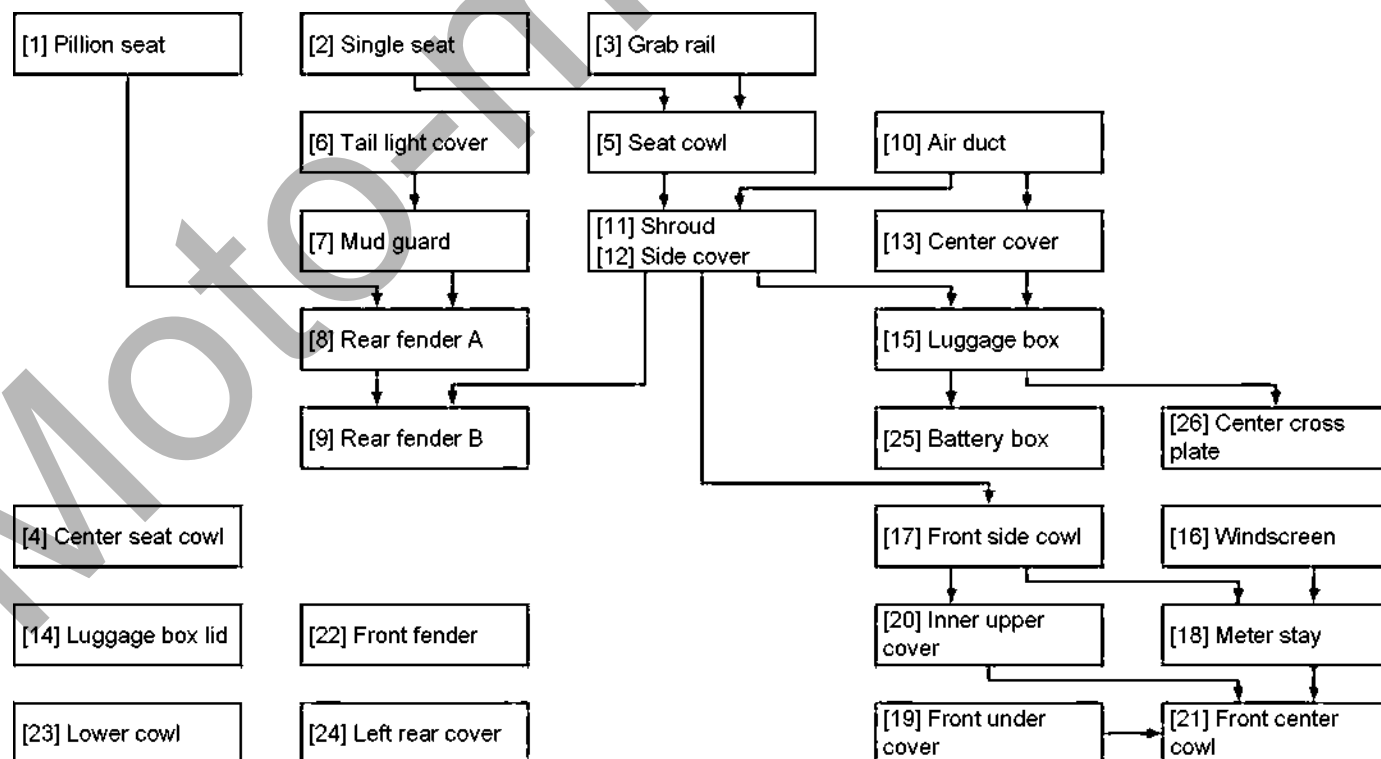 [1] Pillion seat
[2] Single seat
[3] Grab rail
[6] Tail light cover
[5] Seat cowl
[10] Air duct
[7] Mud guard
[11] Shroud
[12] Side cover
[13] Center cover
[8] Rear fender A
[15] Luggage box
[9] Rear fender B
[25] Battery box
[26] Center cross
plate
[4] Center seat cowl
[17] Front side cowl
[16] Windscreen
[14] Luggage box lid
[22] Front fender
[20] Inner upper
cover
[18] Meter stay
[23] Lower cowl
[24] Left rear cover
[19] Front under
cover
[21] Front center
cowl
Moto-m